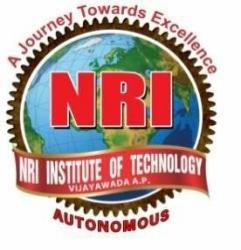 A Journey Towards Excellence
NRI
NRI INSTITUTE OF TECHNOLOGY
VIJAYAWADA A.P.
AUTONOMOUS